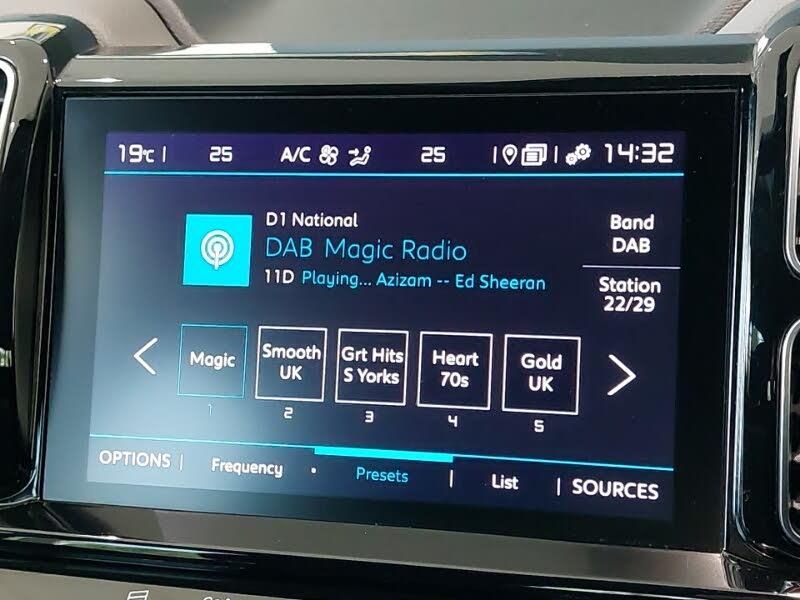 19°C | 25 A/C 25 14:32
D1 National
DAB Magic Radio
11D Playing... Azizam -- Ed Sheeran
Band
DAB
Station
22/29
Magic
1
Smooth
UK
2
Grt Hits
S Yorks
3
Heart
70s
4
Gold
UK
5
OPTIONS | Frequency • Presets | List | SOURCES